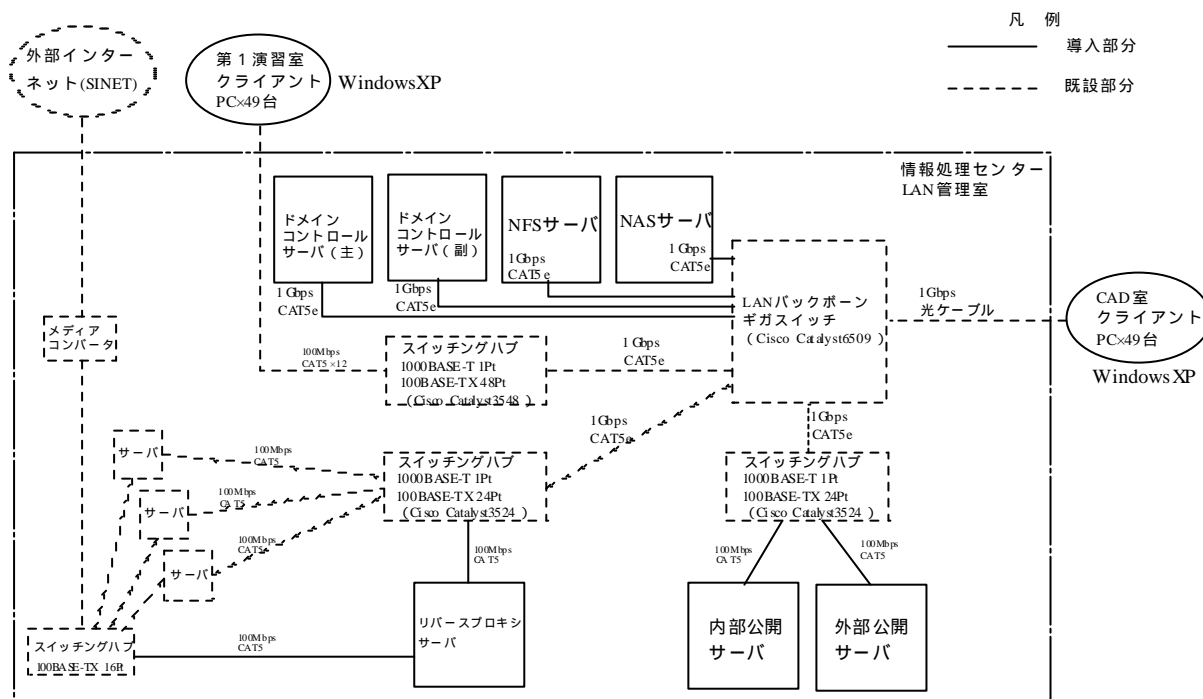 凡 例
導入部分
既設部分
外部インター
ネット(SINET)
第1演習室
クライアント
PC×49台
WindowsXP
情報処理センター
LAN管理室
ドメイン
コントロール
サーバ(主)
ドメイン
コントロール
サーバ(副)
NFSサーバ
NASサーバ
1Gbps
CAT5e
1Gbps
CAT5e
1Gbps
CAT5e
1Gbps
CAT5e
LANバックボーン
ギガスイッチ
(Cisco Catalyst6509)
1Gbps
光ケーブル
CAD室
クライアント
PC×49台
WindowsXP
メディア
コンバータ
100Mbps
CAT5×12
スイッチングハブ
1000BASE-T 1Pt
100BASE-TX 48Pt
(Cisco Catalyst3548)
1Gbps
CAT5e
1Gbps
CAT5e
1Gbps
CAT5e
サーバ
100Mbps
CAT5
スイッチングハブ
1000BASE-T 1Pt
100BASE-TX 24Pt
(Cisco Catalyst3524)
スイッチングハブ
1000BASE-T 1Pt
100BASE-TX 24Pt
(Cisco Catalyst3524)
サーバ
100Mbps
CAT5
サーバ
100Mbps
CAT5
100Mbps
CAT5
100Mbps
CAT5
100Mbps
CAT5
リバースプロキシ
サーバ
内部公開
サーバ
外部公開
サーバ
スイッチングハブ
100BASE-TX 16Pt
100Mbps
CAT5